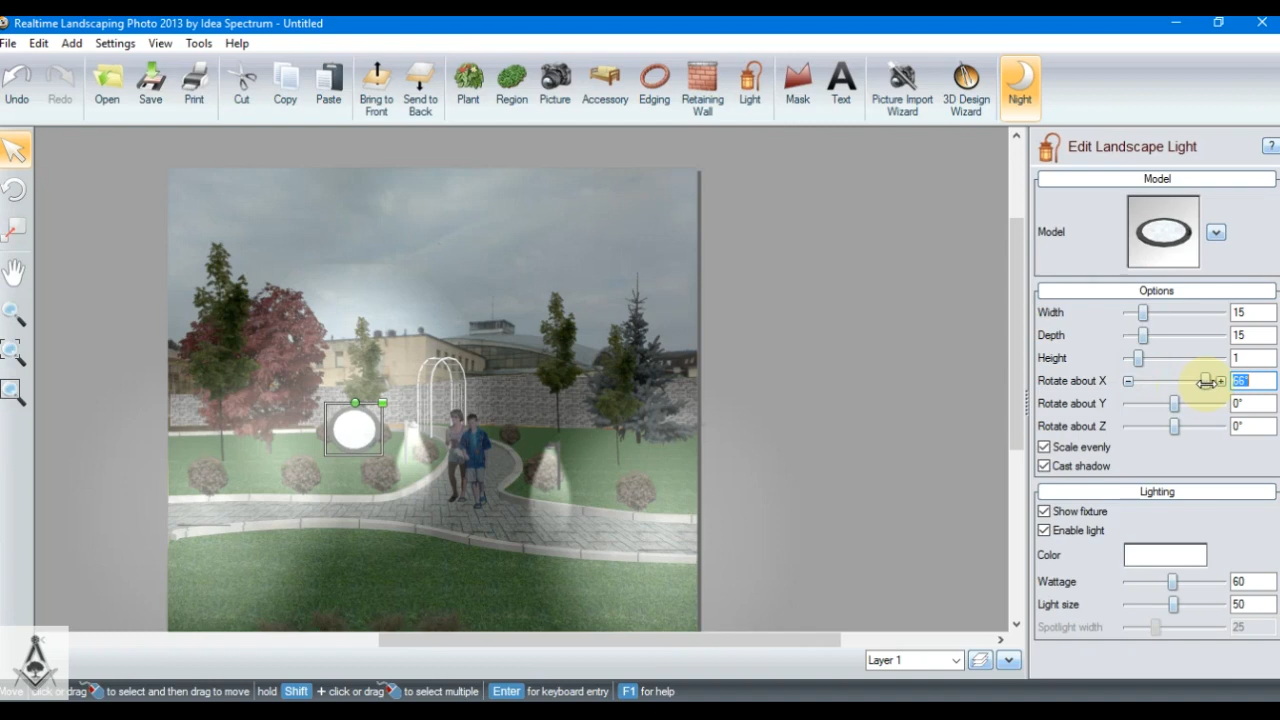 Realtime Landscaping Photo 2013 by Idea Spectrum - Untitled
File Edit Add Settings View Tools Help
Undo Redo Open Save Print Cut Copy Paste Bring to Front Send to Back Plant Region Picture Accessory Edging Retaining Wall Light Mask Text Picture Import Wizard 3D Design Wizard Night
Edit Landscape Light ?
Model
Model
Options
Width 15
Depth 15
Height 1
Rotate about X 66°
Rotate about Y 0°
Rotate about Z 0°
Scale evenly
Cast shadow
Lighting
Show fixture
Enable light
Color
Wattage 60
Light size 50
Spotlight width 25
Layer 1
Move click or drag to select and then drag to move hold Shift + click or drag to select multiple Enter for keyboard entry F1 for help